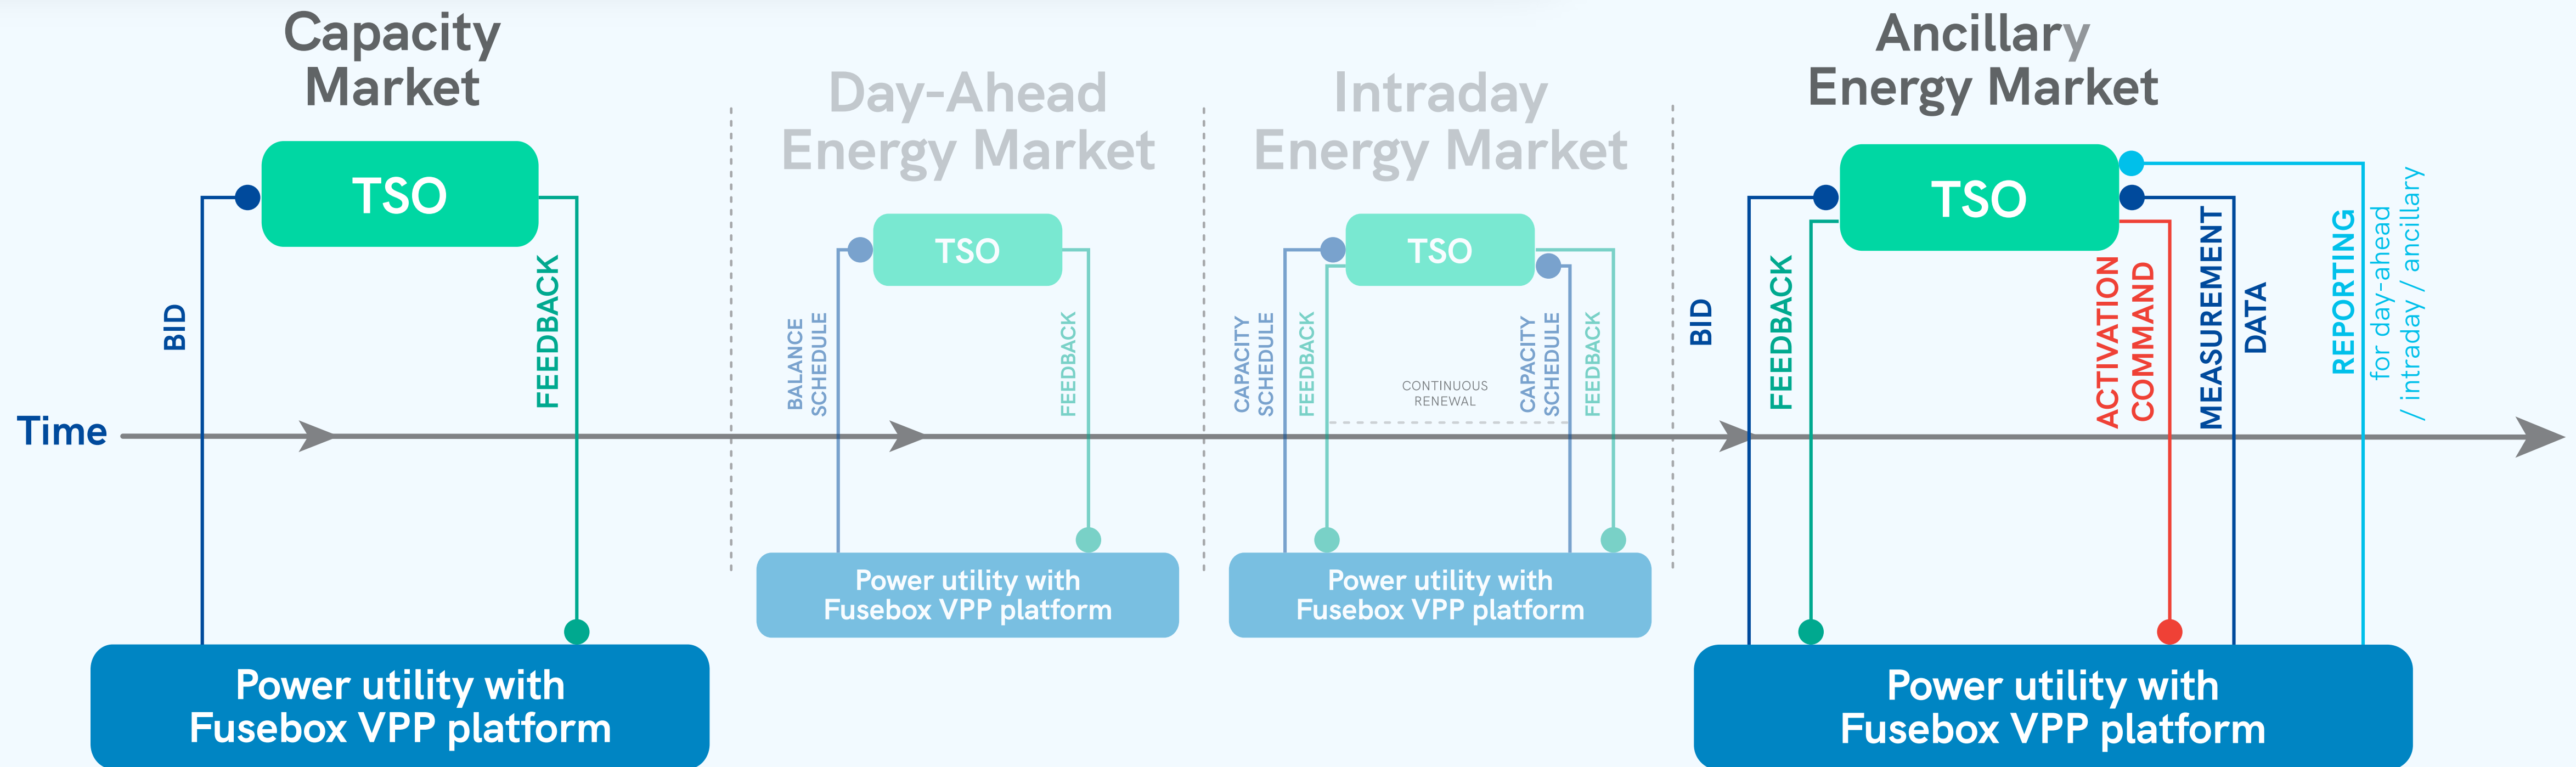 Capacity
Market
TSO
BID
FEEDBACK
Time
Power utility with
Fusebox VPP platform
Day-Ahead
Energy Market
TSO
BALANCE
SCHEDULE
FEEDBACK
Power utility with
Fusebox VPP platform
Intraday
Energy Market
TSO
CAPACITY
SCHEDULE
FEEDBACK
CONTINUOUS
RENEWAL
CAPACITY
SCHEDULE
FEEDBACK
Power utility with
Fusebox VPP platform
Ancillary
Energy Market
TSO
BID
FEEDBACK
ACTIVATION
COMMAND
MEASUREMENT
DATA
REPORTING
for day-ahead
/ intraday / ancillary
Power utility with
Fusebox VPP platform